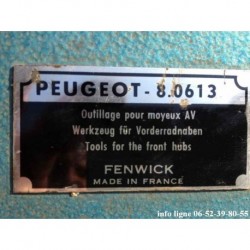 PEUGEOT - 8.0613
Outillage pour moyeux AV
Werkzeug für Vorderradnaben
Tools for the front hubs
FENWICK
MADE IN FRANCE
info ligne 06-52-39-80-55